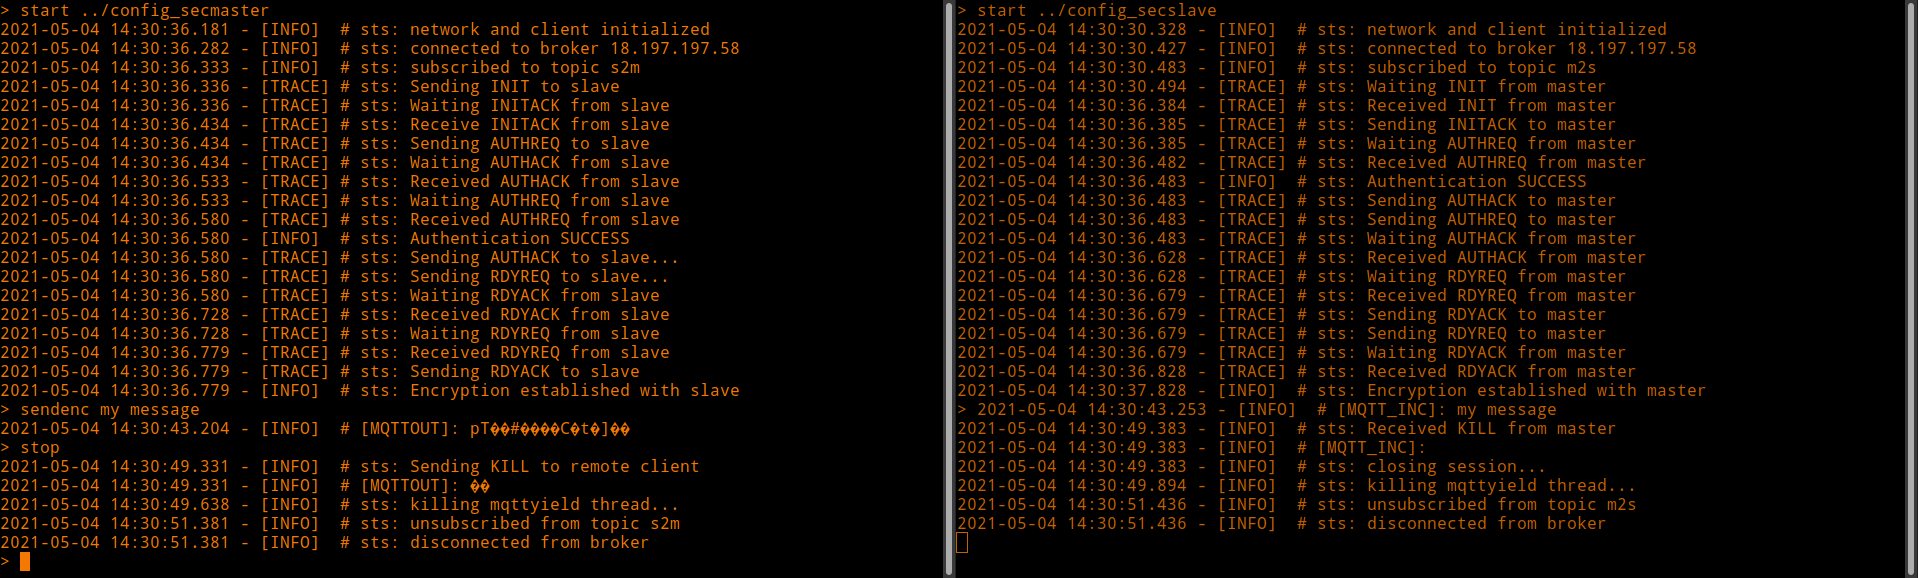 > start ../config_secmaster
2021-05-04 14:30:36.181 - [INFO]  # sts: network and client initialized
2021-05-04 14:30:36.282 - [INFO]  # sts: connected to broker 18.197.197.58
2021-05-04 14:30:36.333 - [INFO]  # sts: subscribed to topic s2m
2021-05-04 14:30:36.336 - [TRACE] # sts: Sending INIT to slave
2021-05-04 14:30:36.336 - [TRACE] # sts: Waiting INITACK from slave
2021-05-04 14:30:36.434 - [TRACE] # sts: Receive INITACK from slave
2021-05-04 14:30:36.434 - [TRACE] # sts: Sending AUTHREQ to slave
2021-05-04 14:30:36.434 - [TRACE] # sts: Waiting AUTHACK from slave
2021-05-04 14:30:36.533 - [TRACE] # sts: Received AUTHACK from slave
2021-05-04 14:30:36.533 - [TRACE] # sts: Waiting AUTHREQ from slave
2021-05-04 14:30:36.580 - [TRACE] # sts: Received AUTHREQ from slave
2021-05-04 14:30:36.580 - [INFO]  # sts: Authentication SUCCESS
2021-05-04 14:30:36.580 - [TRACE] # sts: Sending AUTHACK to slave...
2021-05-04 14:30:36.580 - [TRACE] # sts: Sending RDYREQ to slave...
2021-05-04 14:30:36.580 - [TRACE] # sts: Waiting RDYACK from slave
2021-05-04 14:30:36.728 - [TRACE] # sts: Received RDYACK from slave
2021-05-04 14:30:36.728 - [TRACE] # sts: Waiting RDYREQ from slave
2021-05-04 14:30:36.779 - [TRACE] # sts: Received RDYREQ from slave
2021-05-04 14:30:36.779 - [TRACE] # sts: Sending RDYACK to slave
2021-05-04 14:30:36.779 - [INFO]  # sts: Encryption established with slave
> sendenc my message
2021-05-04 14:30:43.204 - [INFO]  # [MQTTOUT]: pT��#����C�t�]��
> stop
2021-05-04 14:30:49.331 - [INFO]  # sts: Sending KILL to remote client
2021-05-04 14:30:49.331 - [INFO]  # [MQTTOUT]: ��
2021-05-04 14:30:49.638 - [INFO]  # sts: killing mqttyield thread...
2021-05-04 14:30:51.381 - [INFO]  # sts: unsubscribed from topic s2m
2021-05-04 14:30:51.381 - [INFO]  # sts: disconnected from broker
>
> start ../config_secslave
2021-05-04 14:30:30.328 - [INFO]  # sts: network and client initialized
2021-05-04 14:30:30.427 - [INFO]  # sts: connected to broker 18.197.197.58
2021-05-04 14:30:30.483 - [INFO]  # sts: subscribed to topic m2s
2021-05-04 14:30:30.494 - [TRACE] # sts: Waiting INIT from master
2021-05-04 14:30:36.384 - [TRACE] # sts: Received INIT from master
2021-05-04 14:30:36.385 - [TRACE] # sts: Sending INITACK to master
2021-05-04 14:30:36.385 - [TRACE] # sts: Waiting AUTHREQ from master
2021-05-04 14:30:36.482 - [TRACE] # sts: Received AUTHREQ from master
2021-05-04 14:30:36.483 - [INFO]  # sts: Authentication SUCCESS
2021-05-04 14:30:36.483 - [TRACE] # sts: Sending AUTHACK to master
2021-05-04 14:30:36.483 - [TRACE] # sts: Sending AUTHREQ to master
2021-05-04 14:30:36.483 - [TRACE] # sts: Waiting AUTHACK from master
2021-05-04 14:30:36.628 - [TRACE] # sts: Received AUTHACK from master
2021-05-04 14:30:36.628 - [TRACE] # sts: Waiting RDYREQ from master
2021-05-04 14:30:36.679 - [TRACE] # sts: Received RDYREQ from master
2021-05-04 14:30:36.679 - [TRACE] # sts: Sending RDYACK to master
2021-05-04 14:30:36.679 - [TRACE] # sts: Sending RDYREQ to master
2021-05-04 14:30:36.679 - [TRACE] # sts: Waiting RDYACK from master
2021-05-04 14:30:36.828 - [TRACE] # sts: Received RDYACK from master
2021-05-04 14:30:37.828 - [INFO]  # sts: Encryption established with master
> 2021-05-04 14:30:43.253 - [INFO]  # [MQTT_INC]: my message
2021-05-04 14:30:49.383 - [INFO]  # sts: Received KILL from master
2021-05-04 14:30:49.383 - [INFO]  # [MQTT_INC]:
2021-05-04 14:30:49.383 - [INFO]  # sts: closing session...
2021-05-04 14:30:49.894 - [INFO]  # sts: killing mqttyield thread...
2021-05-04 14:30:51.436 - [INFO]  # sts: unsubscribed from topic m2s
2021-05-04 14:30:51.436 - [INFO]  # sts: disconnected from broker